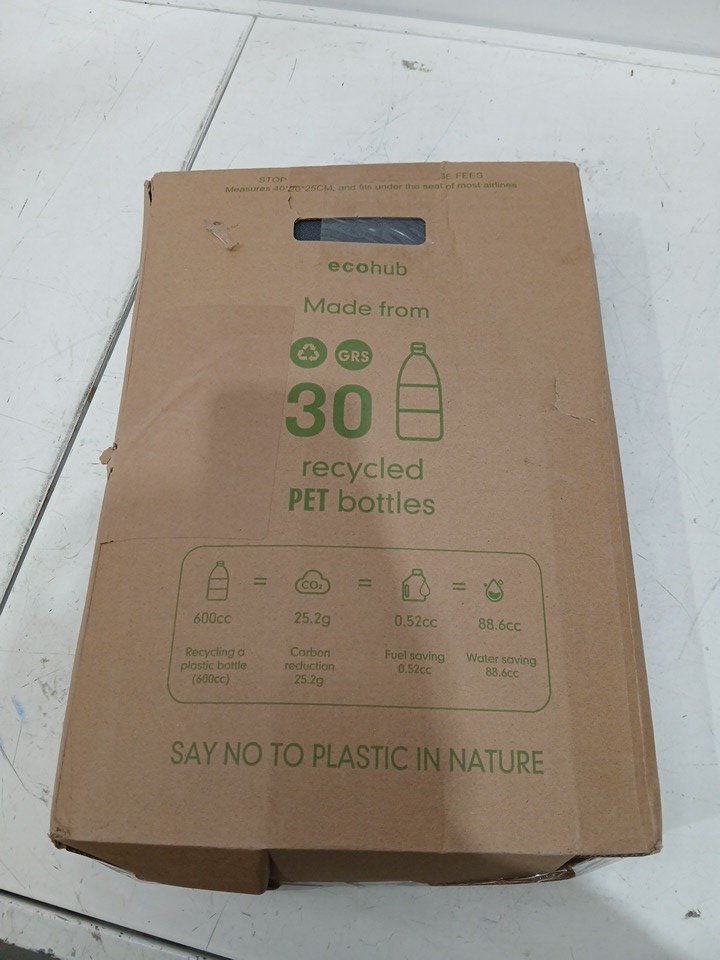 STOP FEES
Measures 40* *25CM, and fits under the seat of most airlines
ecohub
Made from
GRS
30
recycled
PET bottles
CO₂
= = =
600cc 25.2g 0.52cc 88.6cc
Recycling a plastic bottle (600cc)
Carbon reduction 25.2g
Fuel saving 0.52cc
Water saving 88.6cc
SAY NO TO PLASTIC IN NATURE